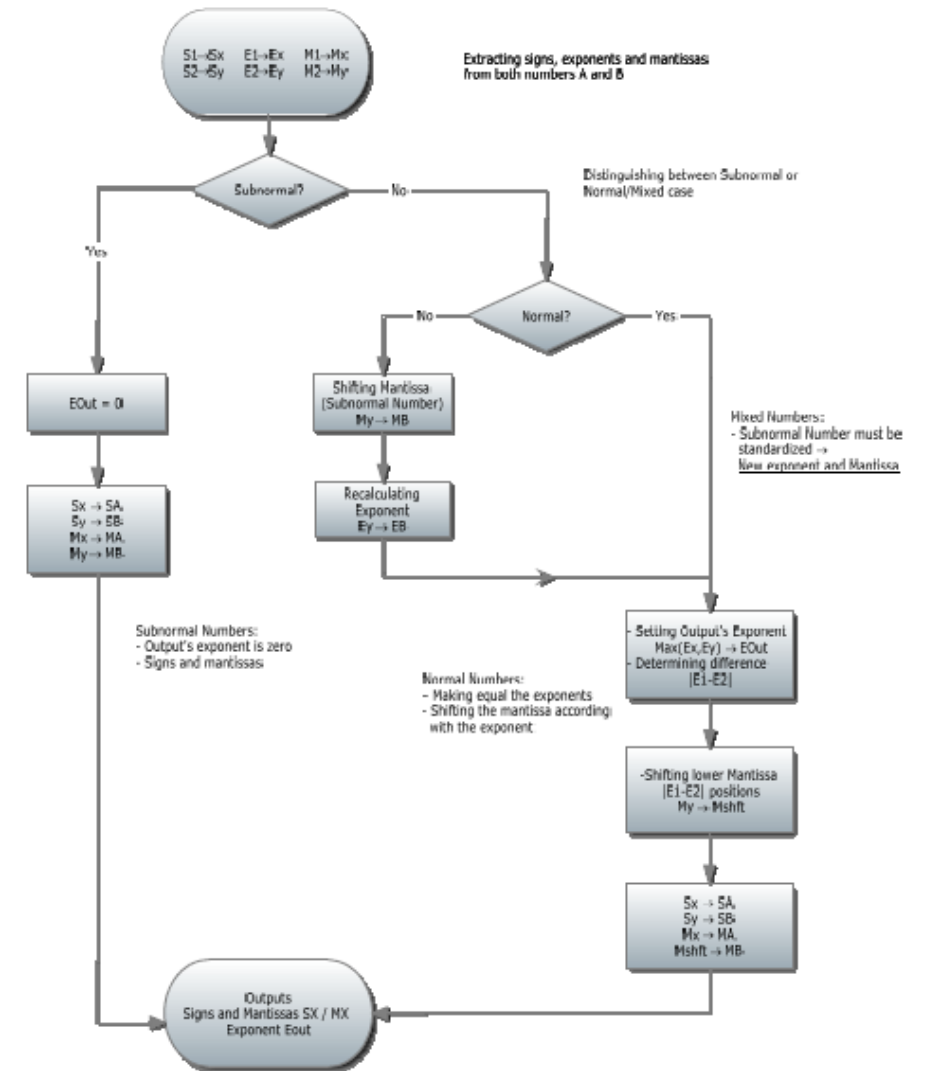 S1→Sx E1→Ex M1→Mx
S2→Sy E2→Ey M2→My
Extracting signs, exponents and mantissas
from both numbers A and B
Subnormal?
No
Distinguishing between Subnormal or
Normal/Mixed case
Yes
Normal?
No
Yes
EOut = 0
Shifting Mantissa
(Subnormal Number)
My → MB
Mixed Numbers:
- Subnormal Number must be
standardized →
New exponent and Mantissa
Sx → SA
Sy → SB
Mx → MA
My → MB
Recalculating
Exponent
Ey → EB
Subnormal Numbers:
- Output's exponent is zero
- Signs and mantissas
- Setting Output's Exponent
Max(Ex,Ey) → EOut
- Determining difference
|E1-E2|
Normal Numbers:
- Making equal the exponents
- Shifting the mantissa according
with the exponent
-Shifting lower Mantissa
|E1-E2| positions
My → Mshft
Sx → SA
Sy → SB
Mx → MA
Mshft → MB
Outputs
Signs and Mantissas SX / MX
Exponent Eout